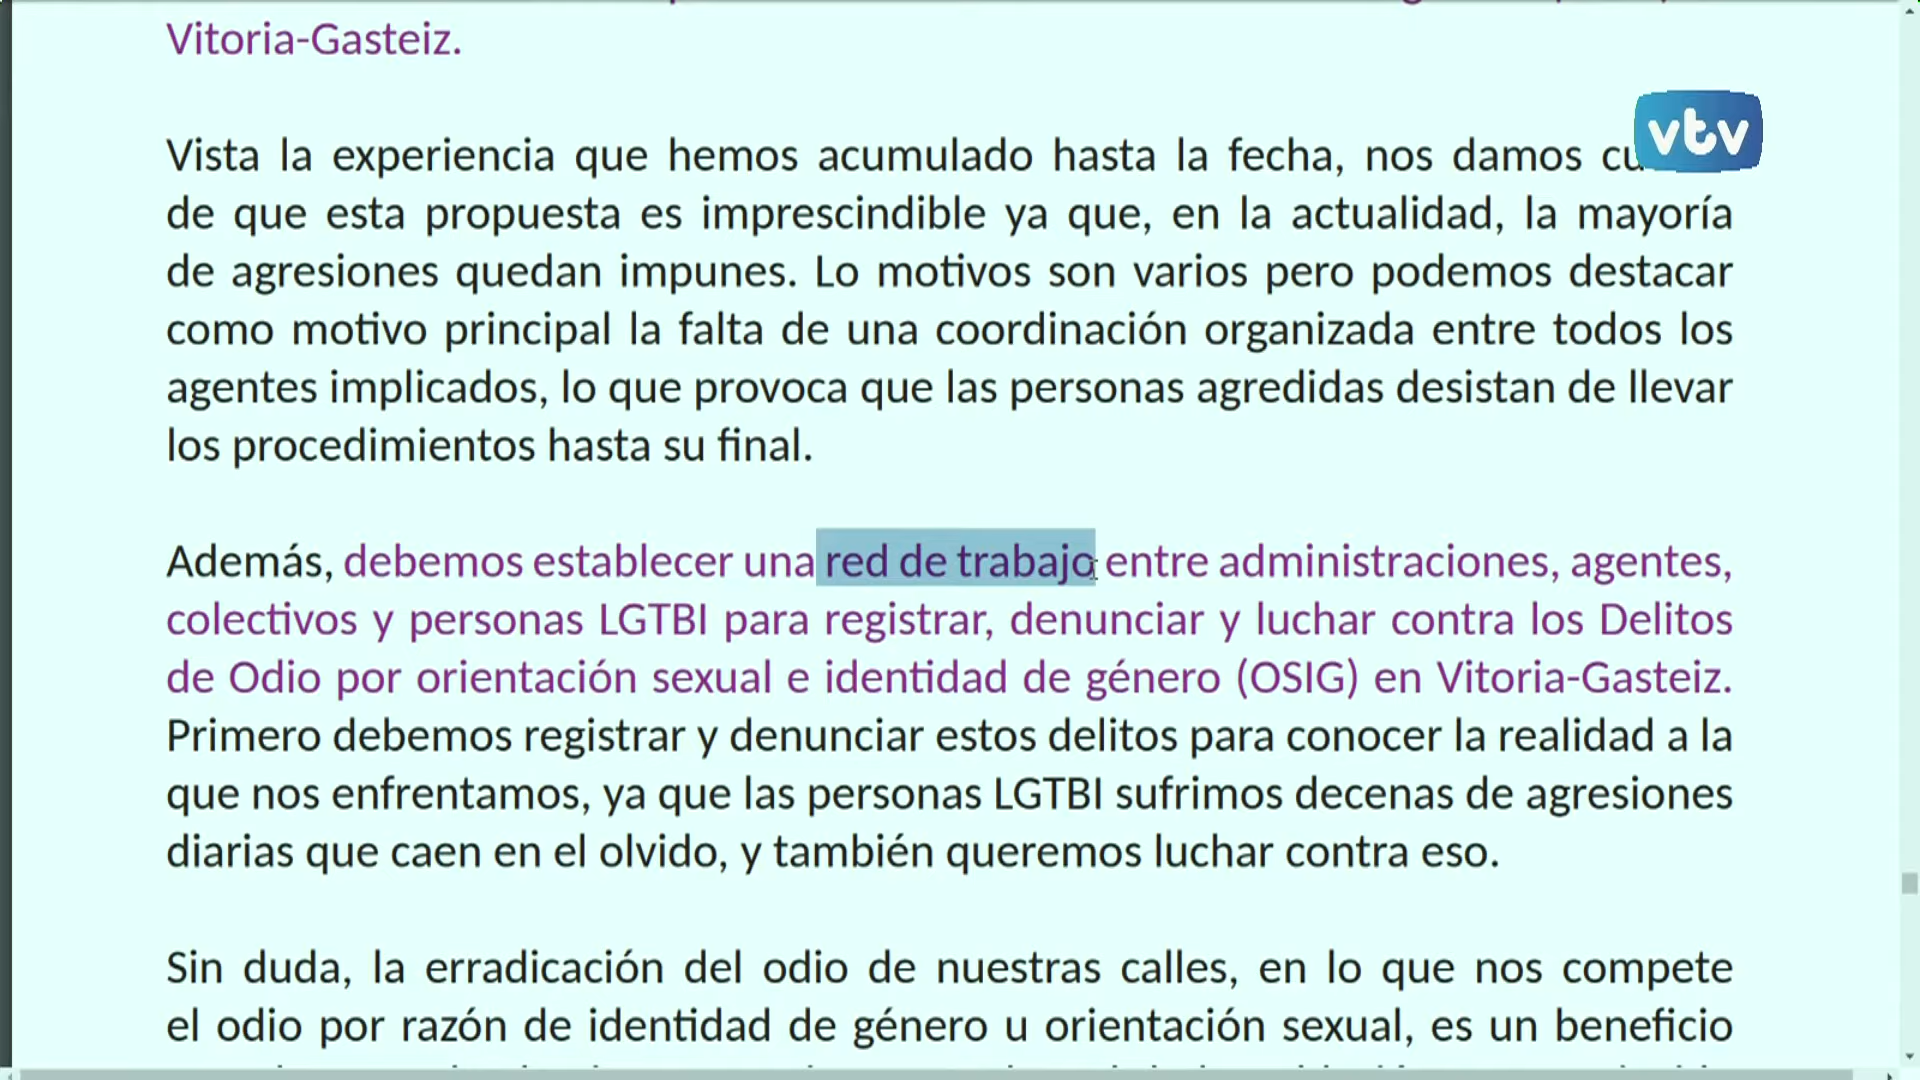 Vitoria-Gasteiz.
vtv
Vista la experiencia que hemos acumulado hasta la fecha, nos damos
de que esta propuesta es imprescindible ya que, en la actualidad, la mayoría
de agresiones quedan impunes. Lo motivos son varios pero podemos destacar
como motivo principal la falta de una coordinación organizada entre todos los
agentes implicados, lo que provoca que las personas agredidas desistan de llevar
los procedimientos hasta su final.
Además, debemos establecer una red de trabajo entre administraciones, agentes,
colectivos y personas LGTBI para registrar, denunciar y luchar contra los Delitos
de Odio por orientación sexual e identidad de género (OSIG) en Vitoria-Gasteiz.
Primero debemos registrar y denunciar estos delitos para conocer la realidad a la
que nos enfrentamos, ya que las personas LGTBI sufrimos decenas de agresiones
diarias que caen en el olvido, y también queremos luchar contra eso.
Sin duda, la erradicación del odio de nuestras calles, en lo que nos compete
el odio por razón de identidad de género u orientación sexual, es un beneficio